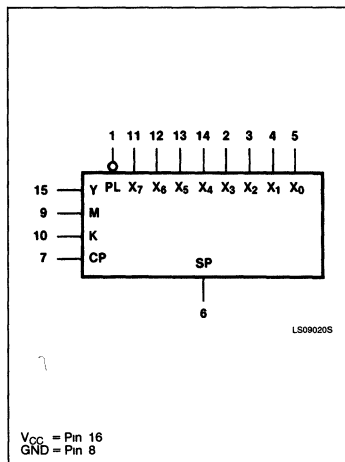 1 11 12 13 14 2 3 4 5
15 Y PL X7 X6 X5 X4 X3 X2 X1 X0
9 M
10 K
7 CP SP
6
LS09020S
VCC = Pin 16
GND = Pin 8